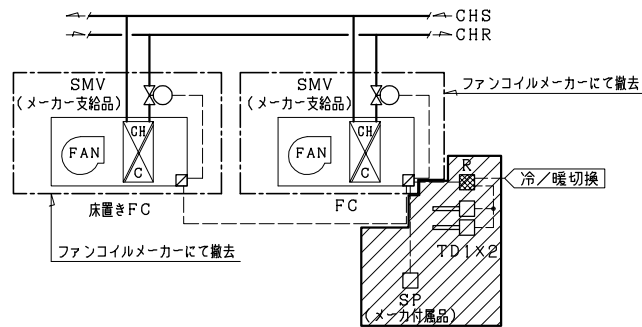 CHS
CHR
SMV
(メーカー支給品)
SMV
(メーカー支給品)
ファンコイルメーカーにて撤去
FAN
CH
C
FAN
CH
C
R
冷/暖切換
床置きFC
FC
ファンコイルメーカーにて撤去
TD1×2
SP
(メーカ付属品)